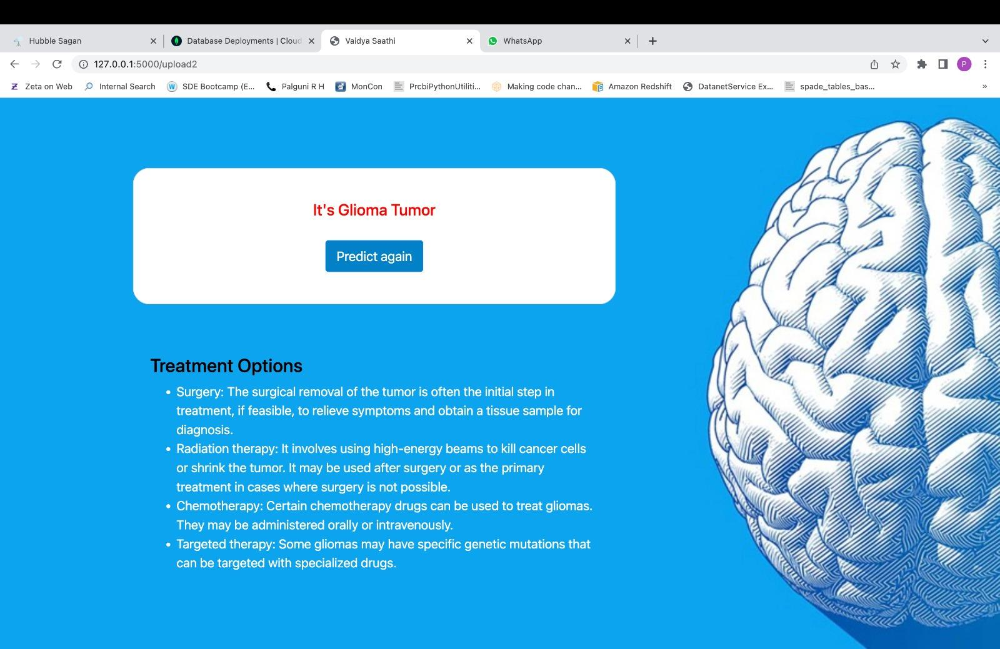 Hubble Sagan
Database Deployments | Cloud
Vaidya Saathi
WhatsApp
127.0.0.1:5000/upload2
P
Zeta on Web
Internal Search
SDE Bootcamp (E...
Palguni R H
MonCon
PrcbiPythonUtiliti...
Making code chan...
Amazon Redshift
DatanetService Ex...
spade_tables_bas...
»
It's Glioma Tumor
Predict again
Treatment Options
• Surgery: The surgical removal of the tumor is often the initial step in
treatment, if feasible, to relieve symptoms and obtain a tissue sample for
diagnosis.
• Radiation therapy: It involves using high-energy beams to kill cancer cells
or shrink the tumor. It may be used after surgery or as the primary
treatment in cases where surgery is not possible.
• Chemotherapy: Certain chemotherapy drugs can be used to treat gliomas.
They may be administered orally or intravenously.
• Targeted therapy: Some gliomas may have specific genetic mutations that
can be targeted with specialized drugs.